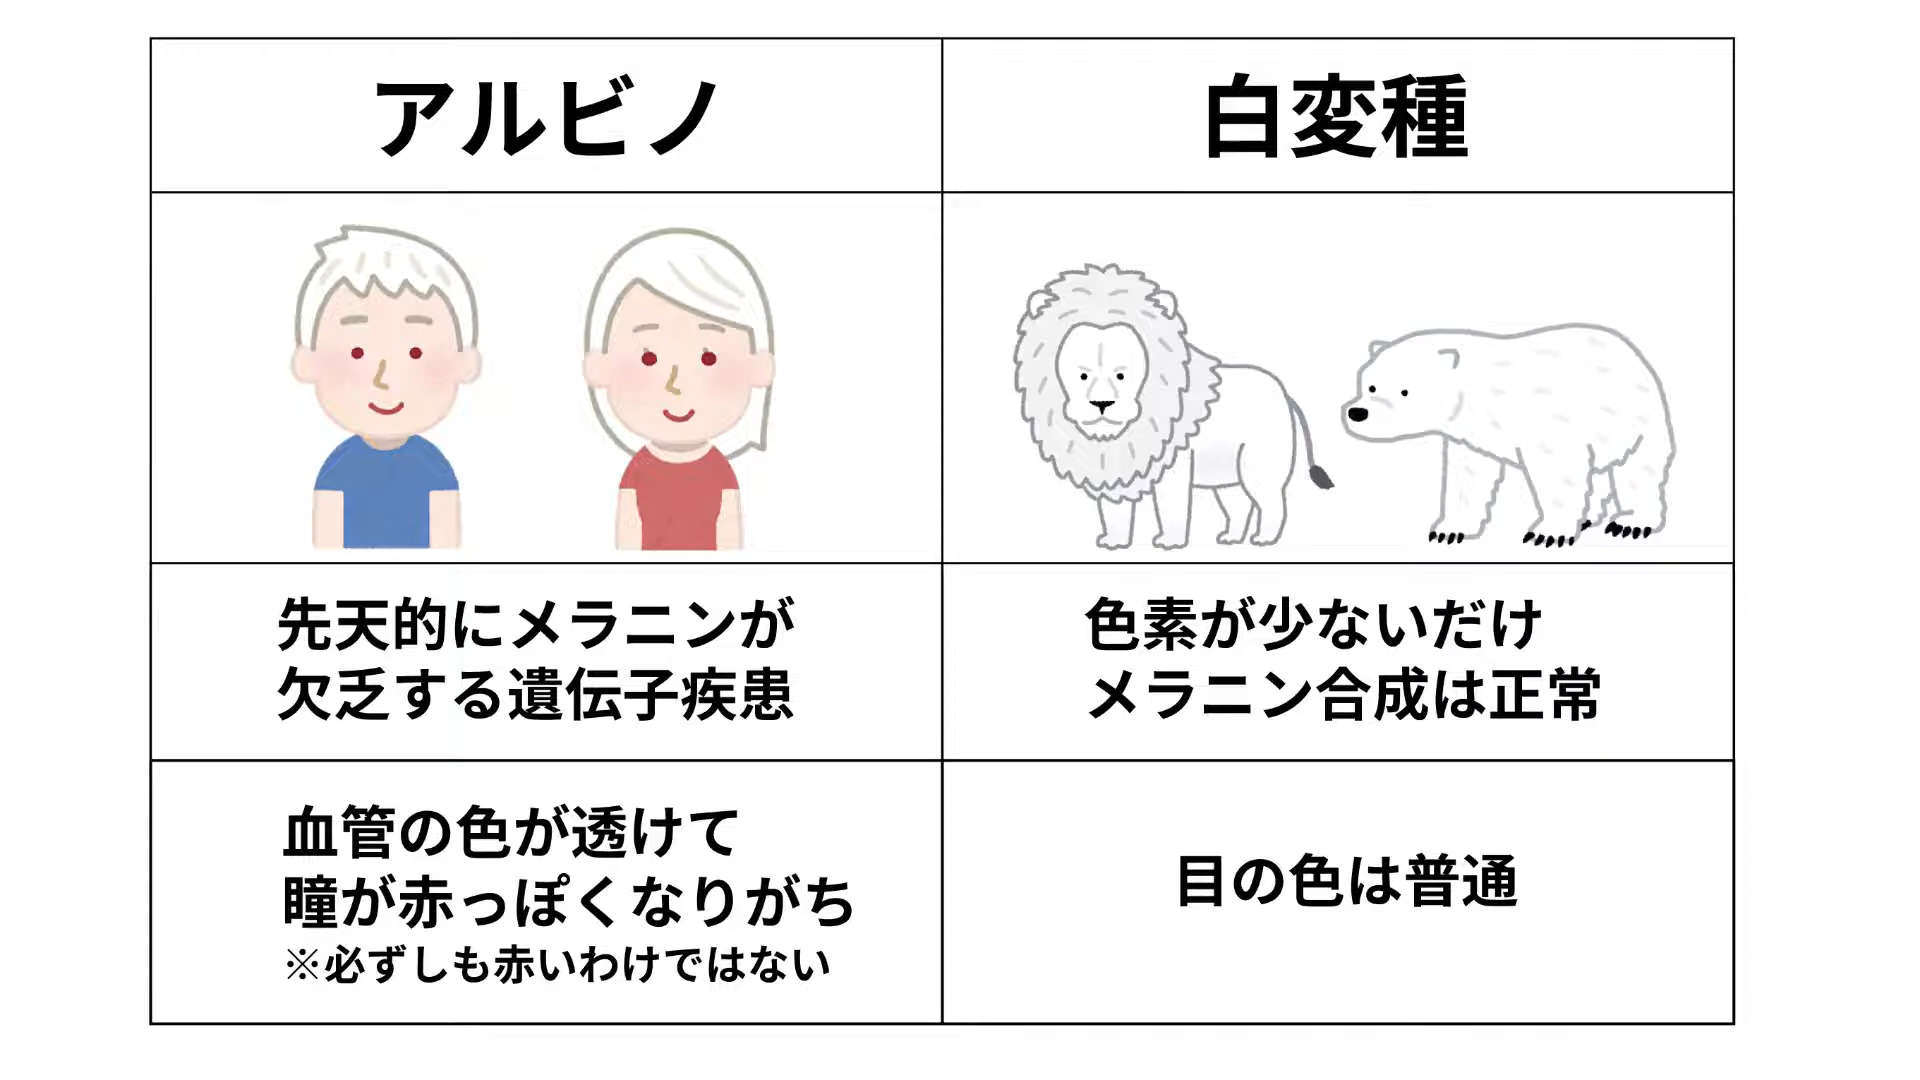 アルビノ
白変種
先天的にメラニンが
欠乏する遺伝子疾患
色素が少ないだけ
メラニン合成は正常
血管の色が透けて
瞳が赤っぽくなりがち
※必ずしも赤いわけではない
目の色は普通